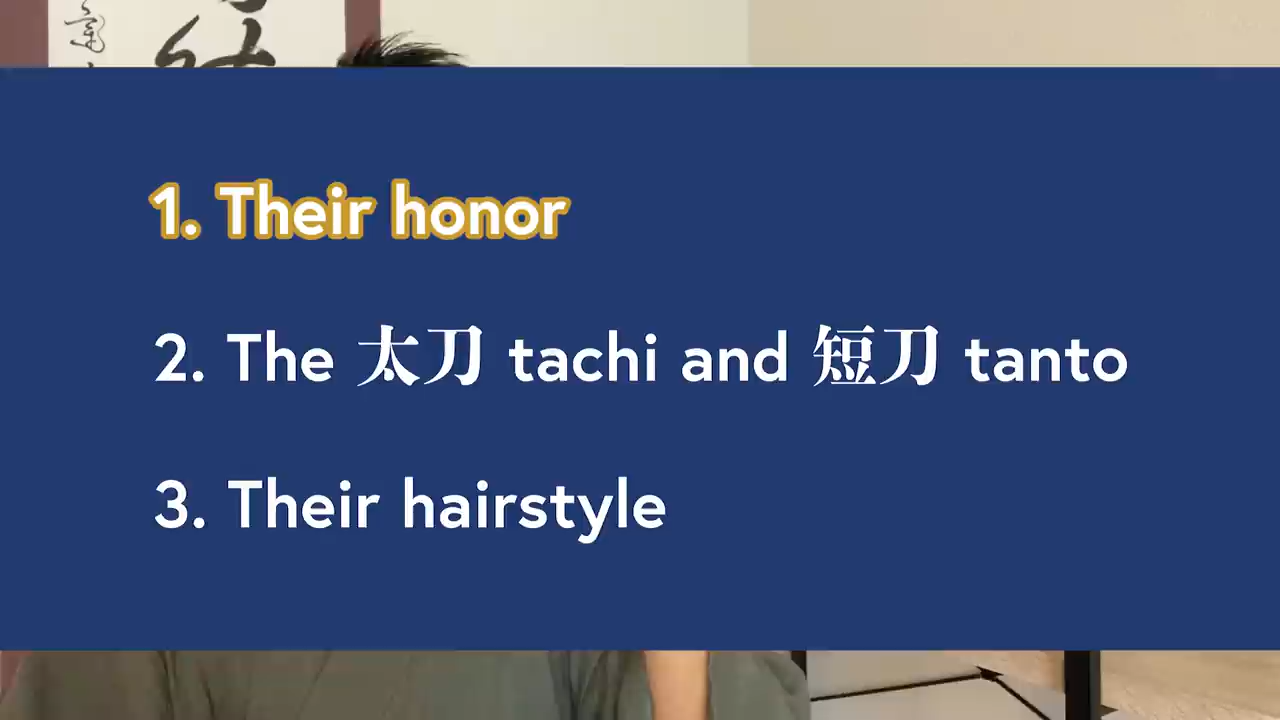 1. Their honor
2. The 太刀 tachi and 短刀 tanto
3. Their hairstyle